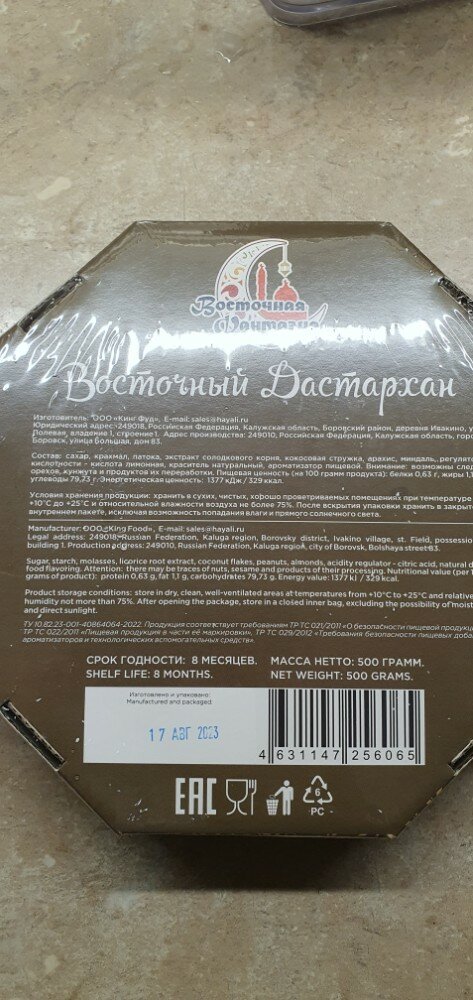 Восточная
Фантазия
Восточный Дастархан
Изготовитель: ООО «Кинг Фуд», E-mail: sales@hayali.ru
Юридический адрес: 249018, Российская Федерация, Калужская область, Боровский район, деревня Ивакино, у
Полевая, владение 1, строение 1. Адрес производства: 249010, Российская Федерация, Калужская область, гор
Боровск, улица Большая, дом 83.
Состав: сахар, крахмал, патока, экстракт солодкового корня, кокосовая стружка, арахис, миндаль, регулято
кислотности - кислота лимонная, краситель натуральный, ароматизатор пищевой. Внимание: возможны след
орехов, кунжута и продуктов их переработки. Пищевая ценность (на 100 грамм продукта): белки 0,63 г, жиры 1,1
углеводы 79,73 г. Энергетическая ценность: 1377 кДж / 329 ккал.
Условия хранения продукции: хранить в сухих, чистых, хорошо проветриваемых помещениях при температуре
+10°С до +25°С и относительной влажности воздуха не более 75%. После вскрытия упаковки хранить в закрыто
внутреннем пакете, исключая возможность попадания влаги и прямого солнечного света.
Manufacturer: OOO „King Food», E-mail: sales@hayali.ru
Legal address: 249018, Russian Federation, Kaluga region, Borovsky district, Ivakino village, st. Field, possession
building 1. Production address: 249010, Russian Federation, Kaluga region, city of Borovsk, Bolshaya street 83.
Sugar, starch, molasses, licorice root extract, coconut flakes, peanuts, almonds, acidity regulator - citric acid, natural d
food flavoring. Attention: there may be traces of nuts, sesame and products of their processing. Nutritional value (per 1
grams of product): protein 0,63 g, fat 1,1 g, carbohydrates 79,73 g. Energy value: 1377 kJ / 329 kcal.
Product storage conditions: store in dry, clean, well-ventilated areas at temperatures from +10°C to +25°C and relative
humidity not more than 75%. After opening the package, store in a closed inner bag, excluding the possibility of moist
and direct sunlight.
ТУ 10.82.23-001-40864064-2022. Продукция соответствует требованиям ТР ТС 021/2011 «О безопасности пищевой продукци
ТР ТС 022/2011 «Пищевая продукция в части её маркировки», ТР ТС 029/2012 «Требования безопасности пищевых добав
ароматизаторов и технологических вспомогательных средств».
СРОК ГОДНОСТИ: 8 МЕСЯЦЕВ. МАССА НЕТТО: 500 ГРАММ.
SHELF LIFE: 8 MONTHS. NET WEIGHT: 500 GRAMS.
Изготовлено и упаковано:
Manufactured and packaged:
17 АВГ 2023
4 631147 256065
EAC
6
PC